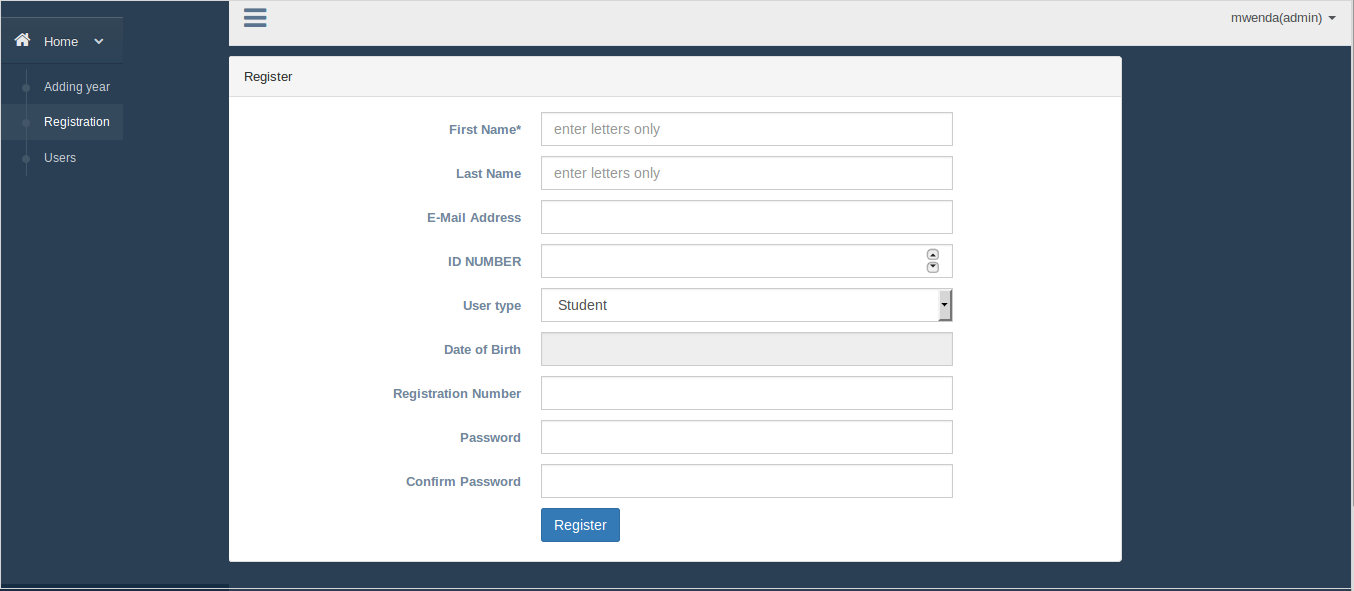 mwenda(admin)
Home
Adding year
Registration
Users
Register
First Name*
enter letters only
Last Name
enter letters only
E-Mail Address
ID NUMBER
User type
Student
Date of Birth
Registration Number
Password
Confirm Password
Register